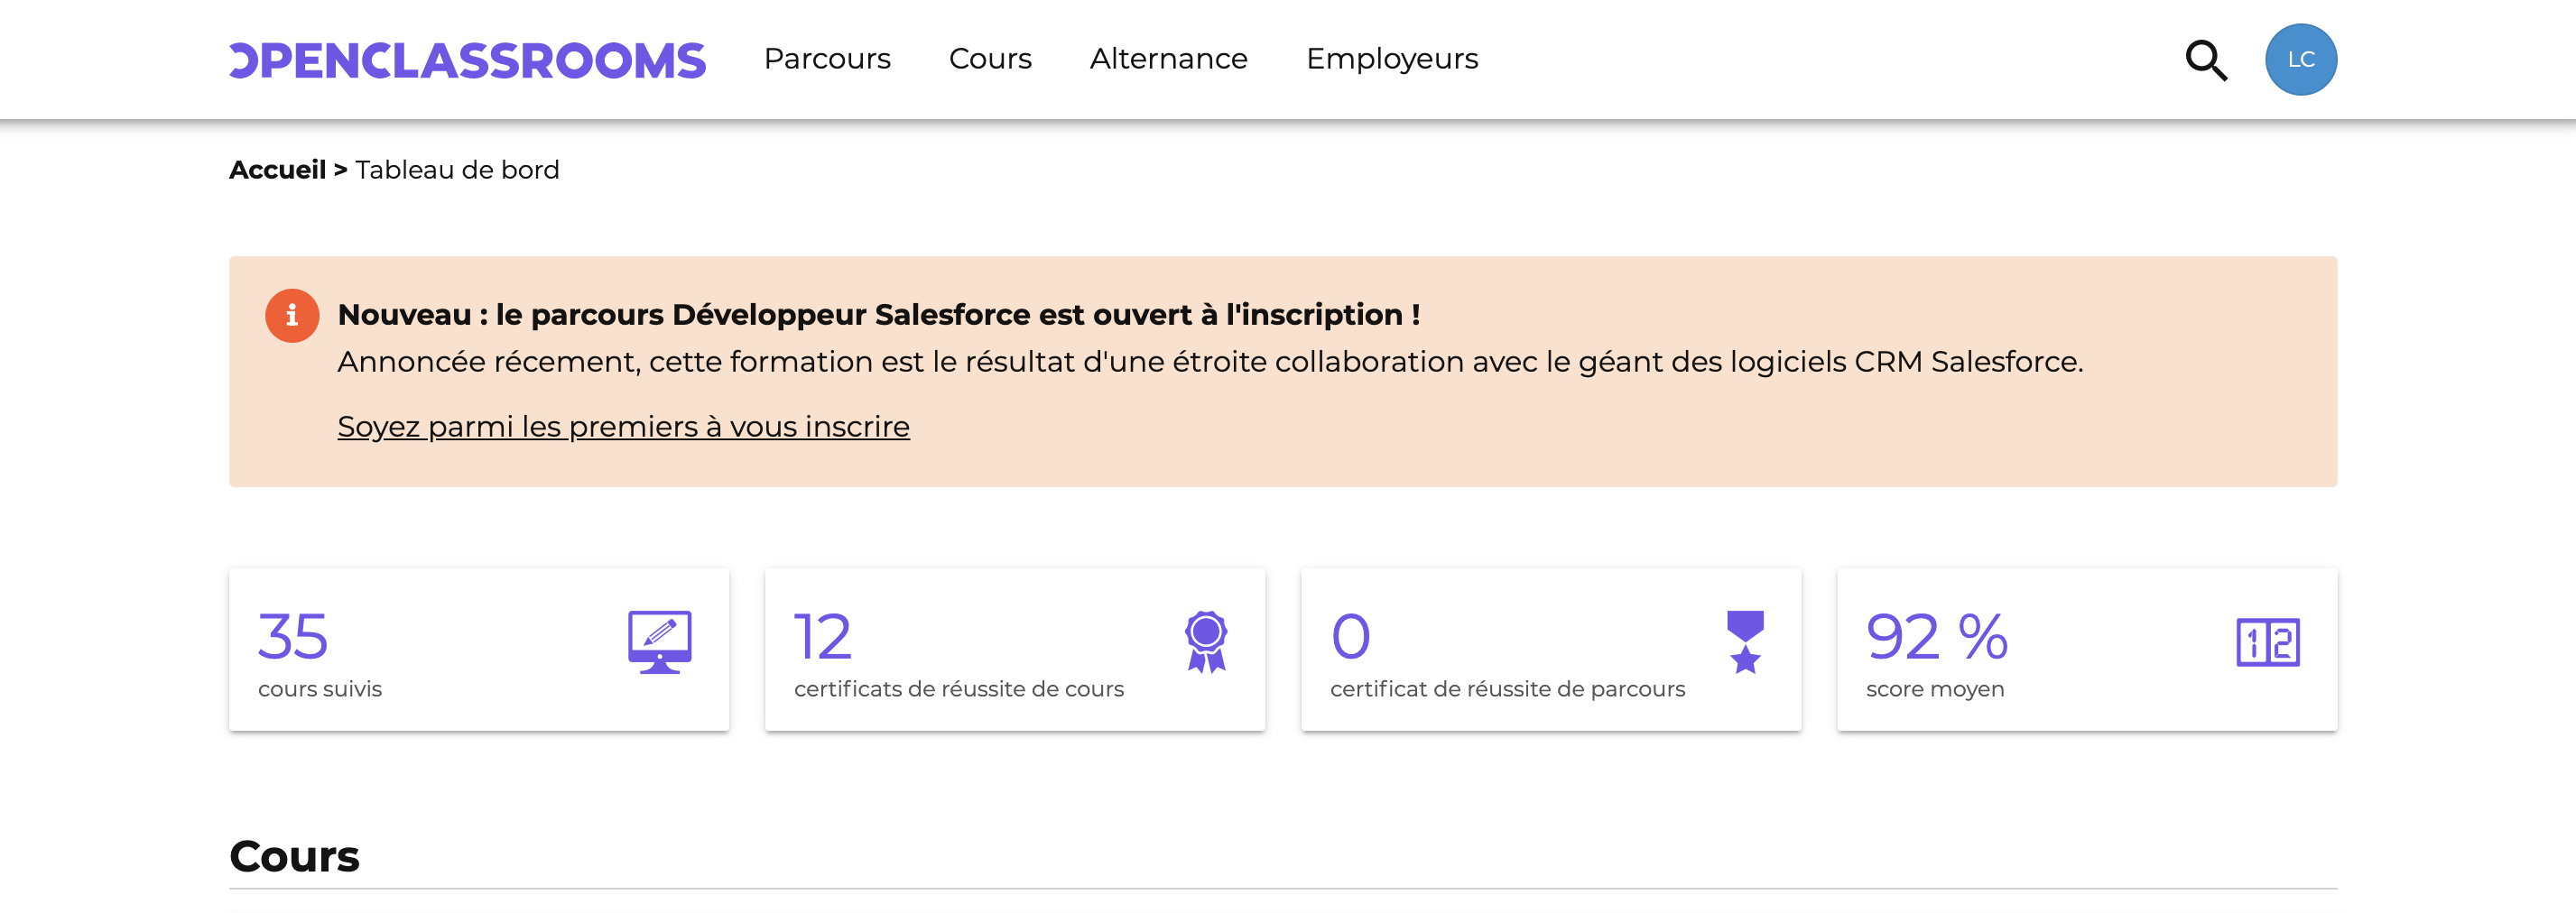 OPENCLASSROOMS Parcours Cours Alternance Employeurs LC
Accueil > Tableau de bord
Nouveau : le parcours Développeur Salesforce est ouvert à l'inscription !
Annoncée récement, cette formation est le résultat d'une étroite collaboration avec le géant des logiciels CRM Salesforce.
Soyez parmi les premiers à vous inscrire
35
cours suivis
12
certificats de réussite de cours
0
certificat de réussite de parcours
92 %
score moyen
12
Cours